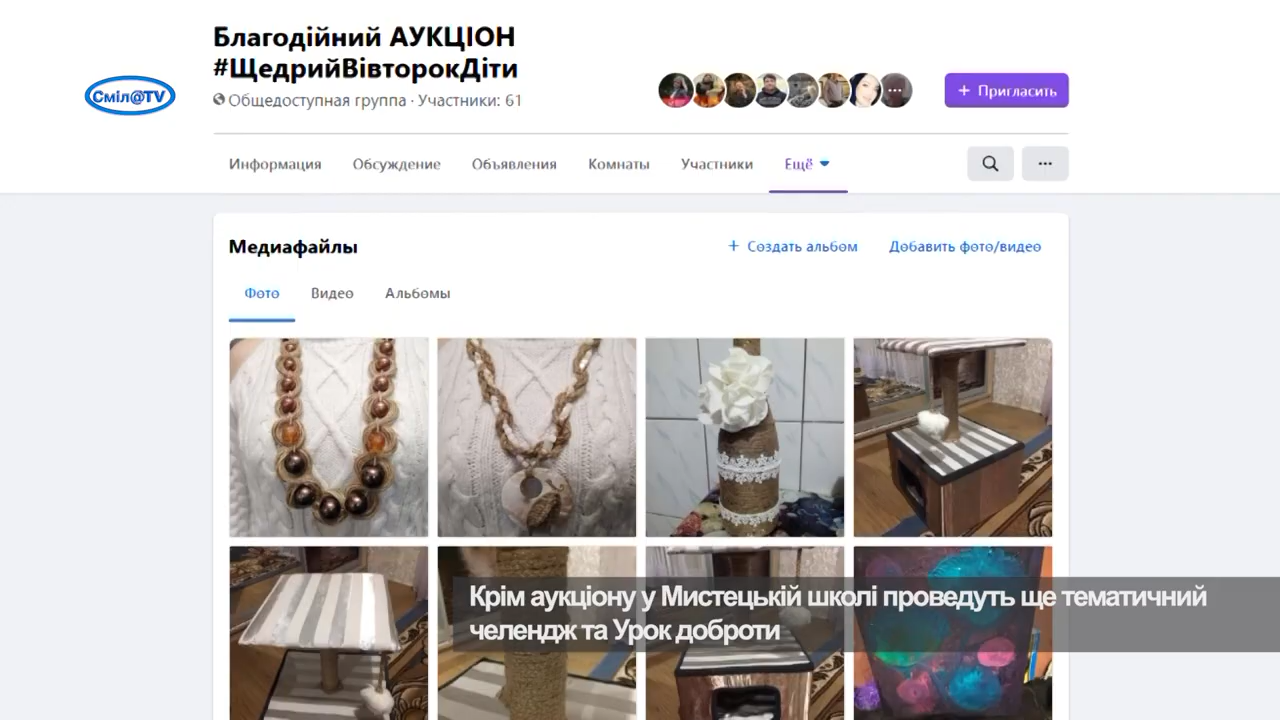 Благодійний АУКЦІОН
#ЩедрийВівторокДіти
Сміл@TV
Общедоступная группа · Участники: 61
+ Пригласить
Информация Обсуждение Объявления Комнаты Участники Ещё
Медиафайлы
+ Создать альбом Добавить фото/видео
Фото Видео Альбомы
Крім аукціону у Мистецькій школі проведуть ще тематичний
челендж та Урок доброти